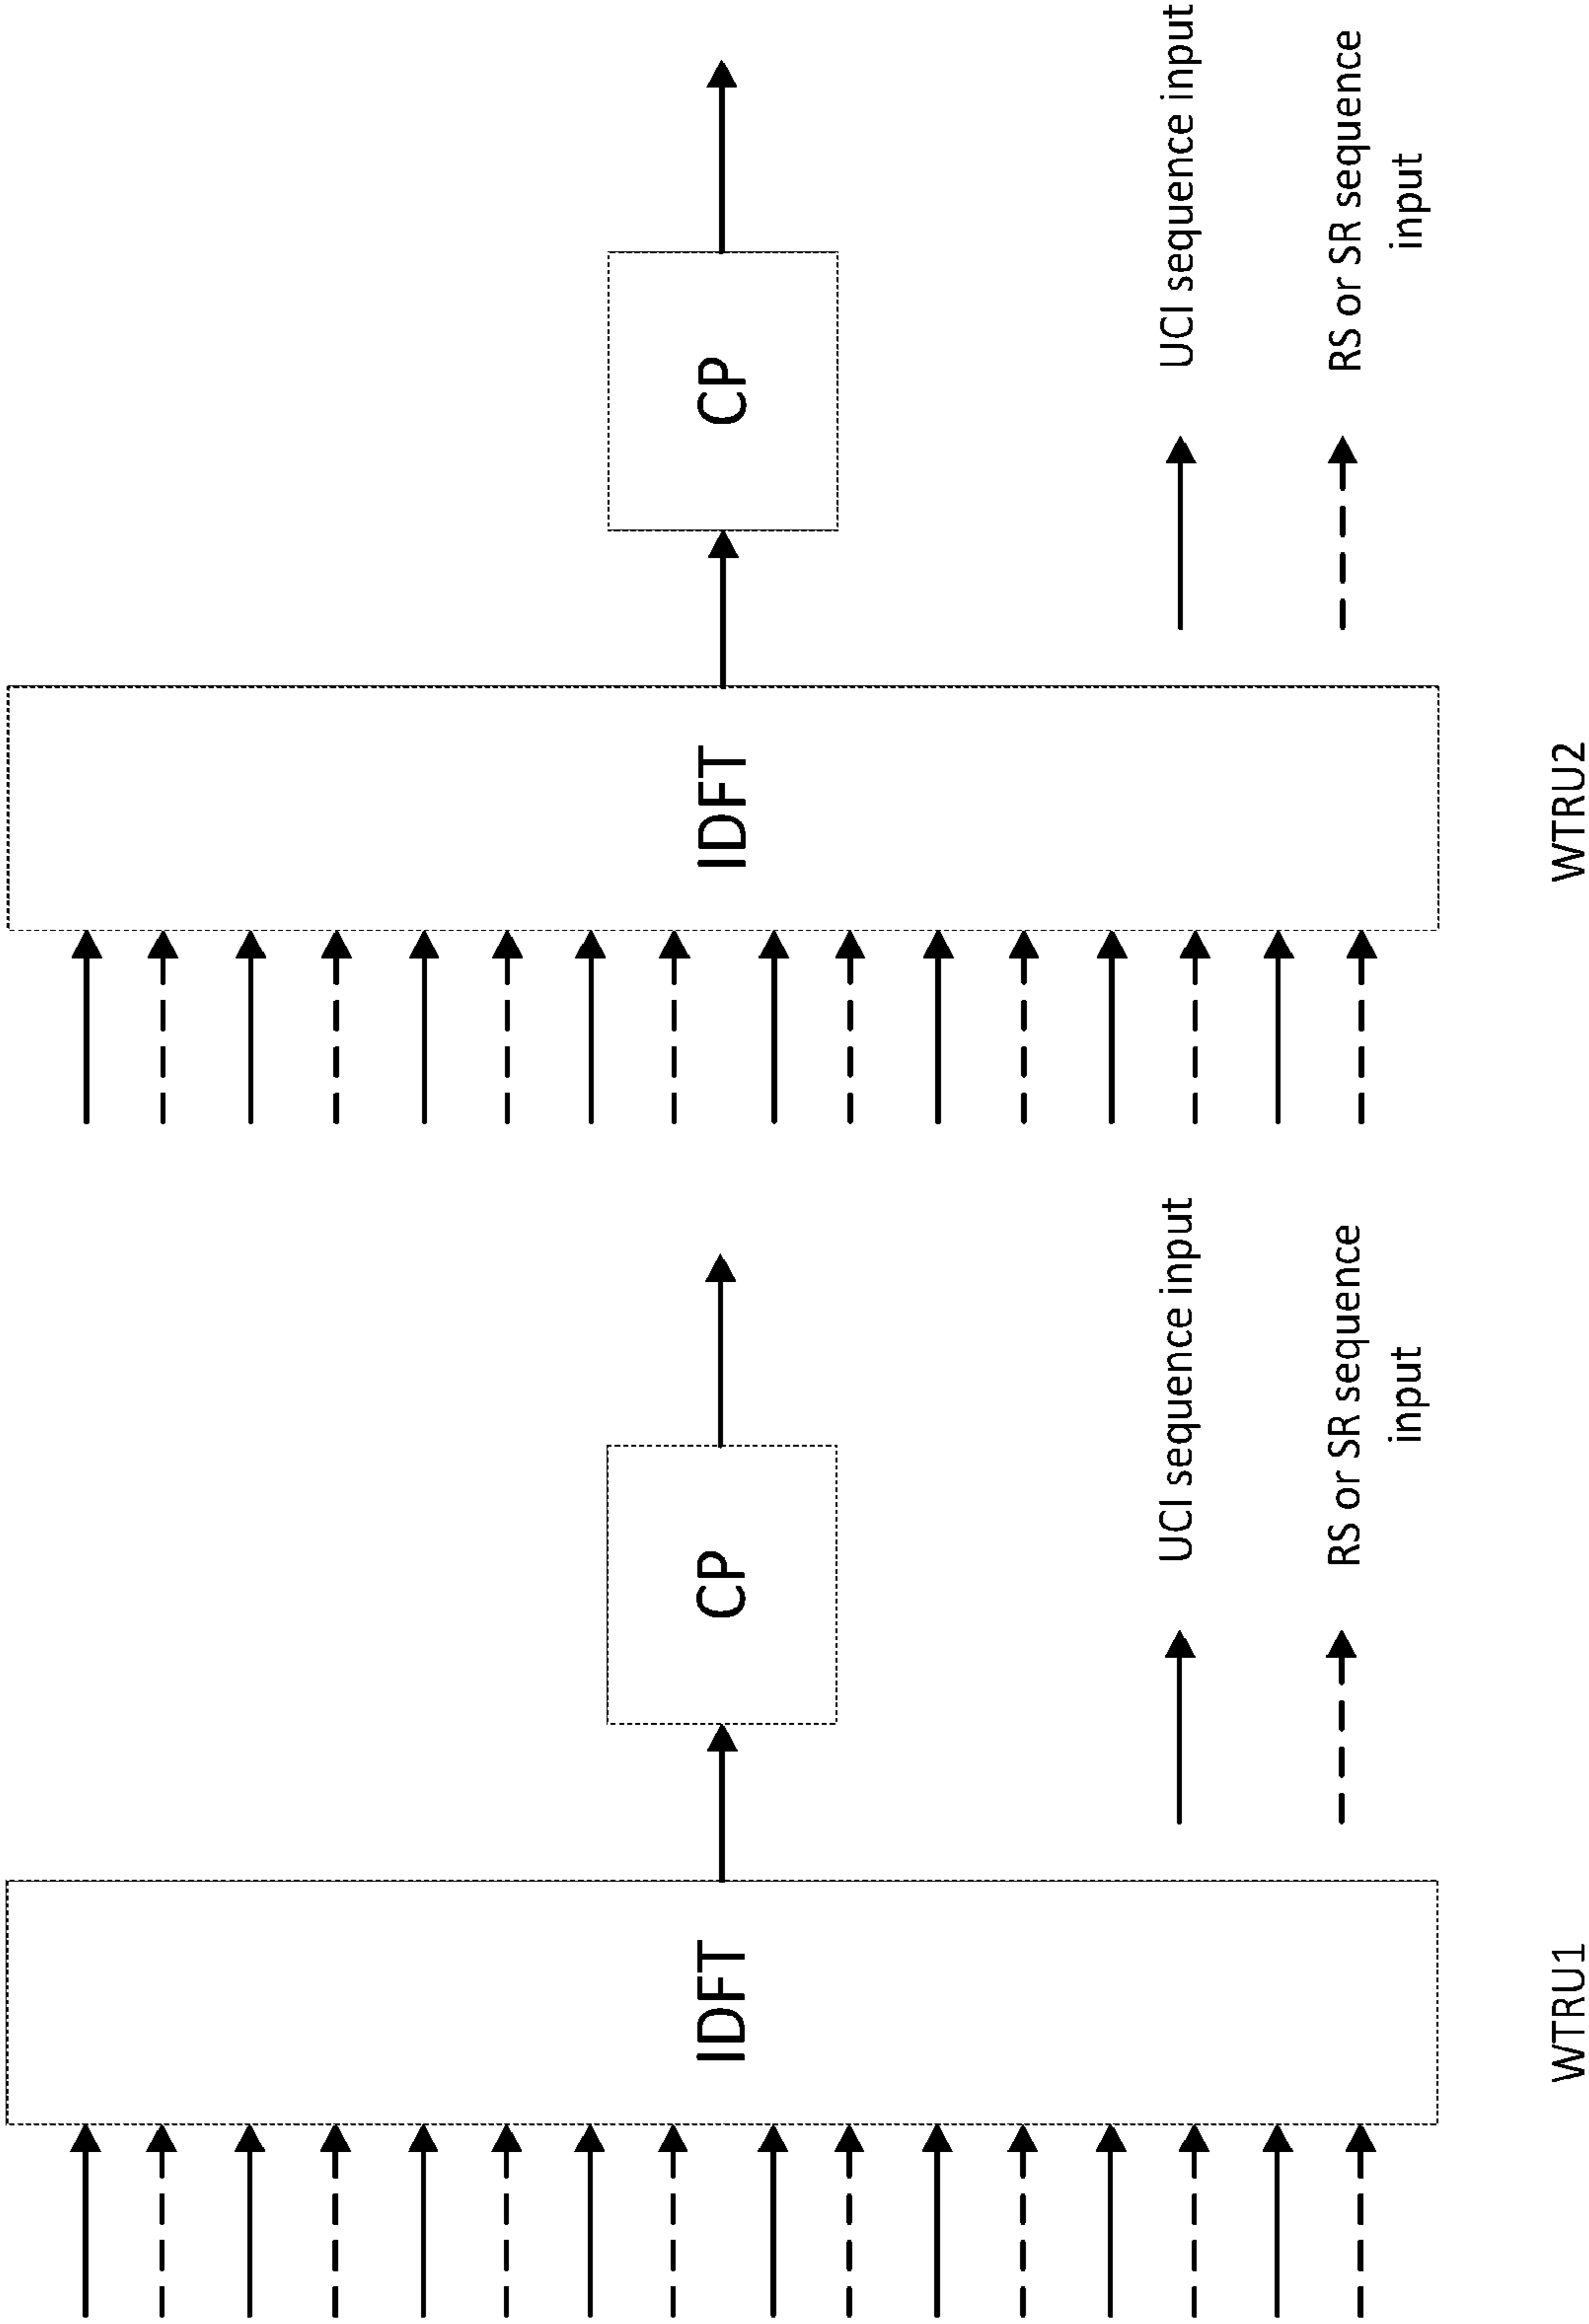 IDFT
CP
UCI sequence input
RS or SR sequence
input
WTRU1
IDFT
CP
UCI sequence input
RS or SR sequence
input
WTRU2